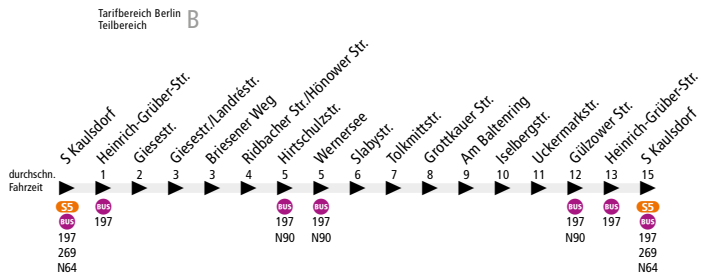 Tarifbereich Berlin
Teilbereich
B
S Kaulsdorf
Heinrich-Grüber-Str.
Giesestr.
Giesestr./Landréstr.
Briesener Weg
Ridbacher Str./Hönower Str.
Hirtschulzstr.
Wernersee
Slabystr.
Tolkmittstr.
Grottkauer Str.
Am Baltenring
Iselbergstr.
Uckermarkstr.
Gülzower Str.
Heinrich-Grüber-Str.
S Kaulsdorf
durchschn.
Fahrzeit
1 2 3 3 4 5 5 6 7 8 9 10 11 12 13 15
S5 BUS BUS BUS BUS BUS S5
BUS 197 197 197 197 197 BUS
197 N90 N90 N90 197
269 269
N64 N64